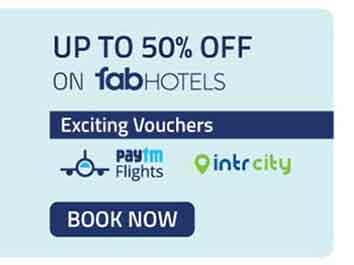 UP TO 50% OFF
ON fabHOTELS
Exciting Vouchers
paytm
Flights
intrcity
BOOK NOW